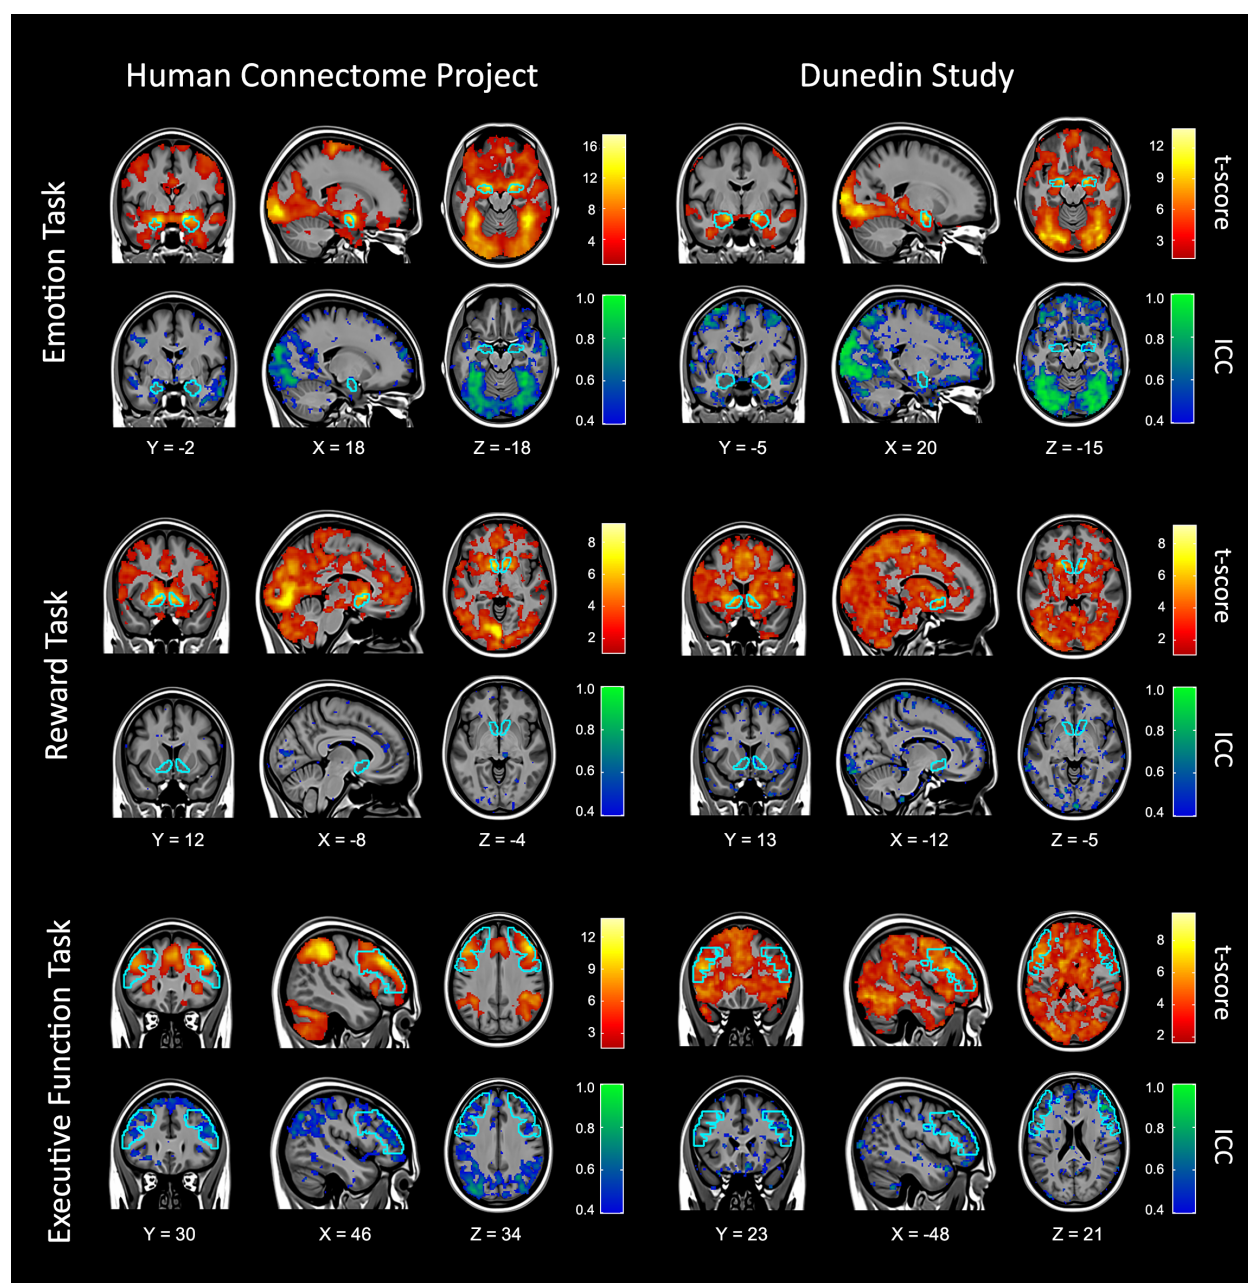 Human Connectome Project
Dunedin Study
Emotion Task
16
12
8
4
12
9
6
3
t-score
1.0
0.8
0.6
0.4
1.0
0.8
0.6
0.4
ICC
Y = -2
X = 18
Z = -18
Y = -5
X = 20
Z = -15
Reward Task
8
6
4
2
8
6
4
2
t-score
1.0
0.8
0.6
0.4
1.0
0.8
0.6
0.4
ICC
Y = 12
X = -8
Z = -4
Y = 13
X = -12
Z = -5
Executive Function Task
12
9
6
3
8
6
4
2
t-score
1.0
0.8
0.6
0.4
1.0
0.8
0.6
0.4
ICC
Y = 30
X = 46
Z = 34
Y = 23
X = -48
Z = 21